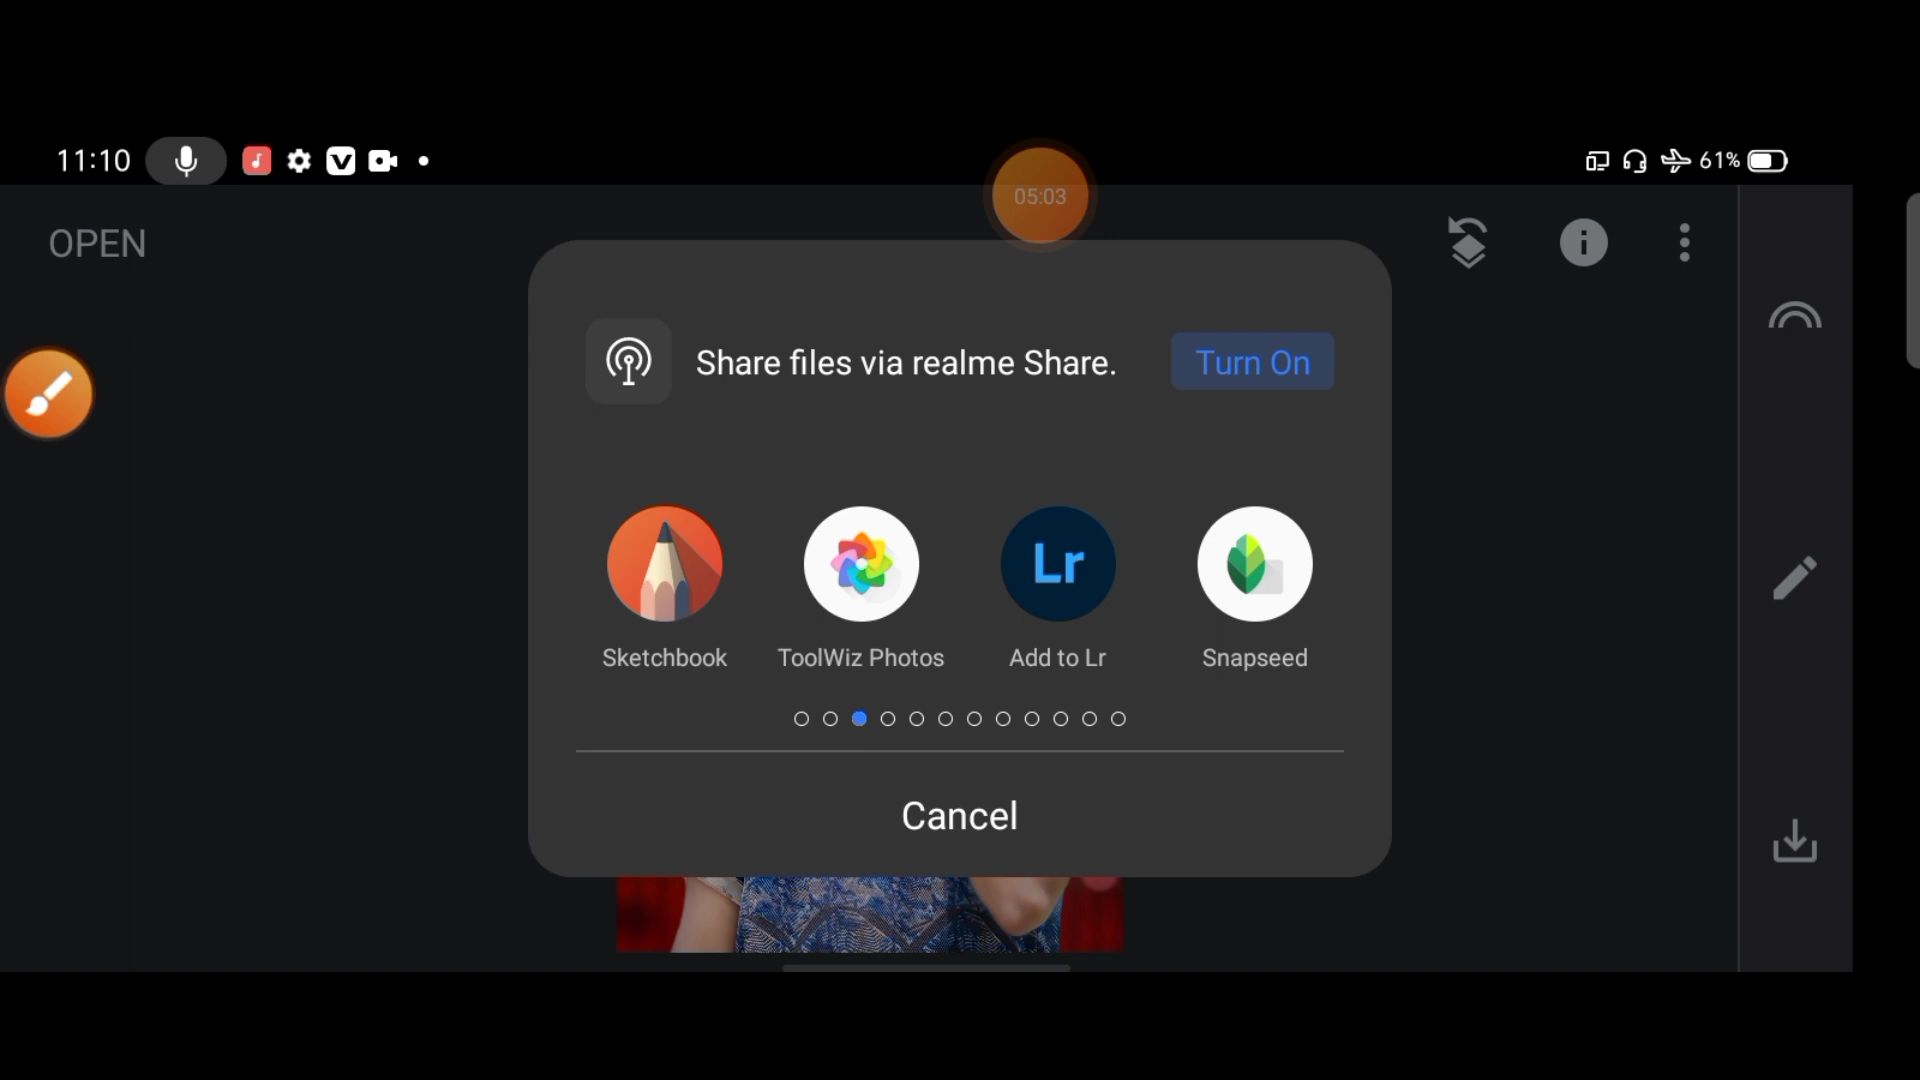 11:10
61%
05:03
OPEN
Share files via realme Share.
Turn On
Lr
Sketchbook
ToolWiz Photos
Add to Lr
Snapseed
Cancel